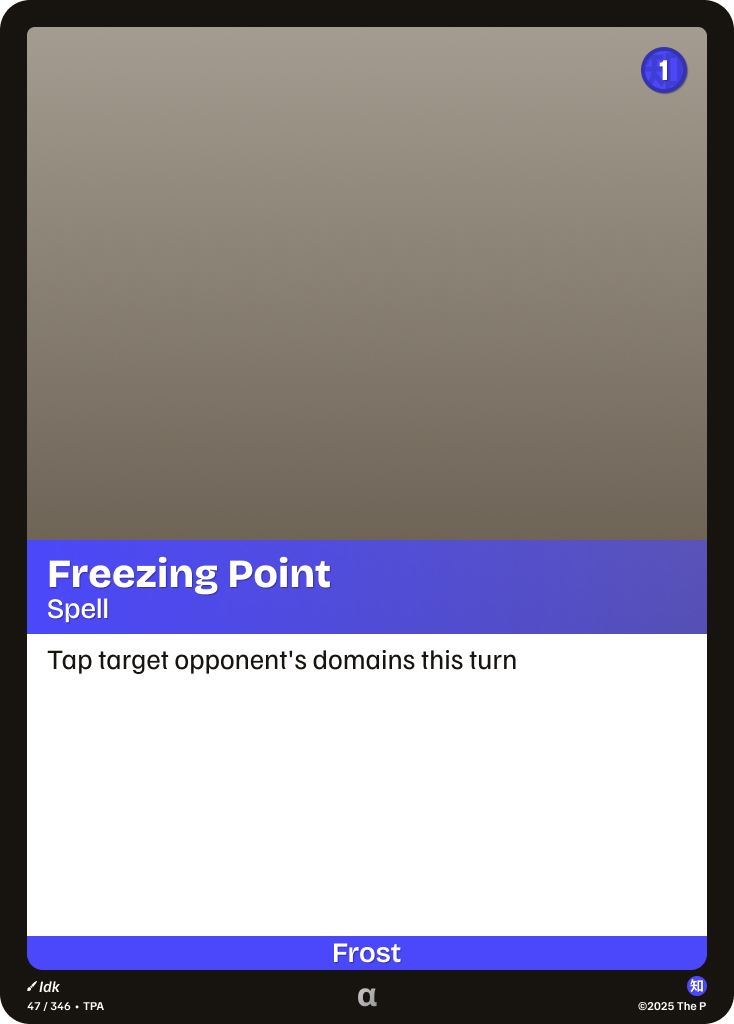 1
Freezing Point
Spell
Tap target opponent's domains this turn
Frost
Idk
47 / 346 • TPA
α
知
©2025 The P